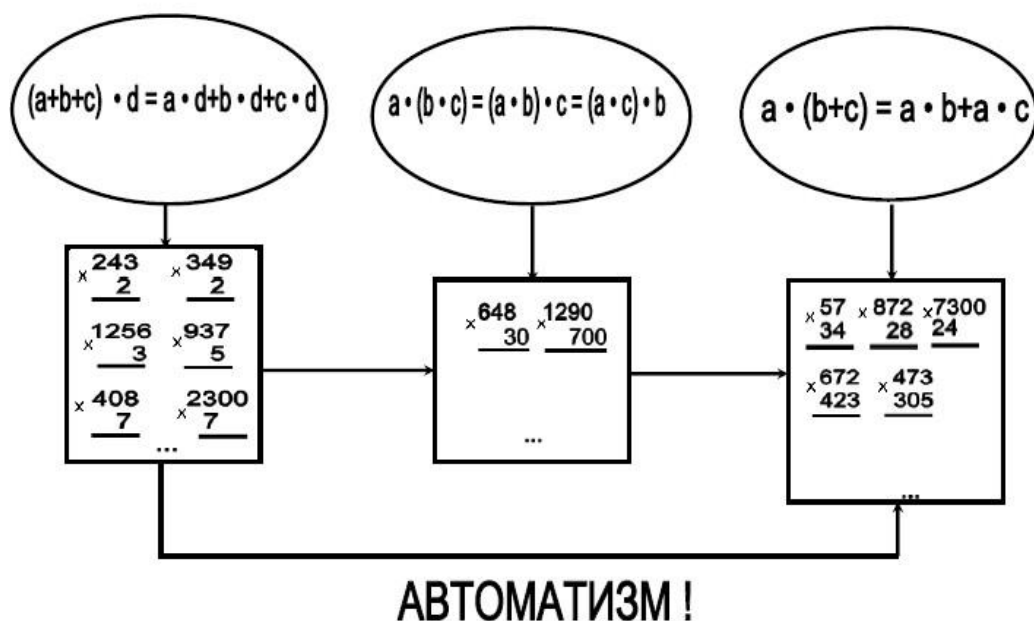 (a+b+c) • d = a • d+b • d+c • d
a • (b • c) = (a • b) • c = (a • c) • b
a • (b+c) = a • b+a • c
×243 ×349
2 2
×1256 ×937
3 5
×408 ×2300
7 7
...
×648 ×1290
30 700
...
×57 ×872 ×7300
34 28 24
×672 ×473
423 305
...
АВТОМАТИЗМ !